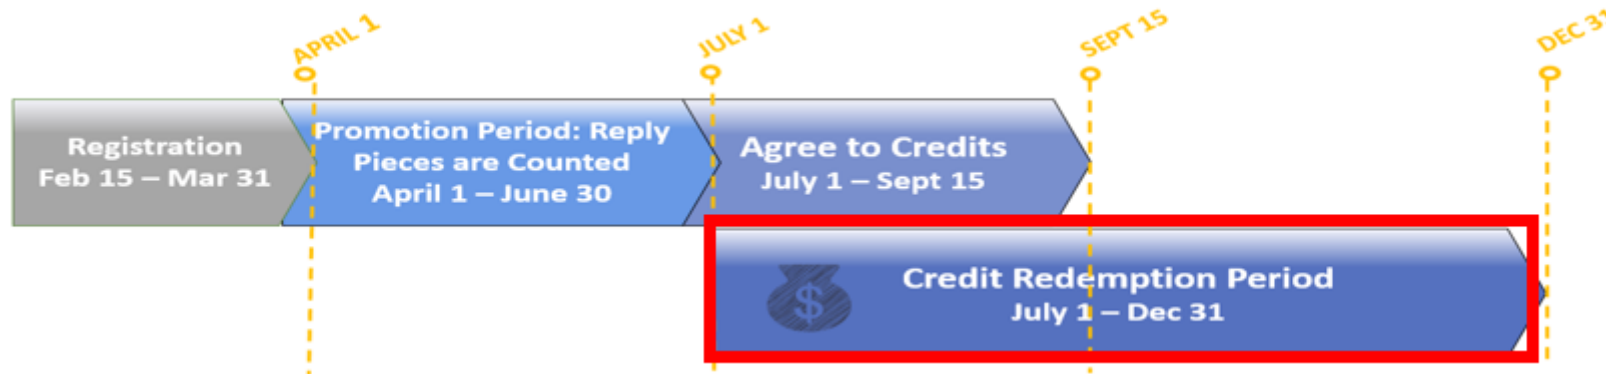 APRIL 1
JULY 1
SEPT 15
DEC 31
Registration
Feb 15 – Mar 31
Promotion Period: Reply
Pieces are Counted
April 1 – June 30
Agree to Credits
July 1 – Sept 15
$
Credit Redemption Period
July 1 – Dec 31